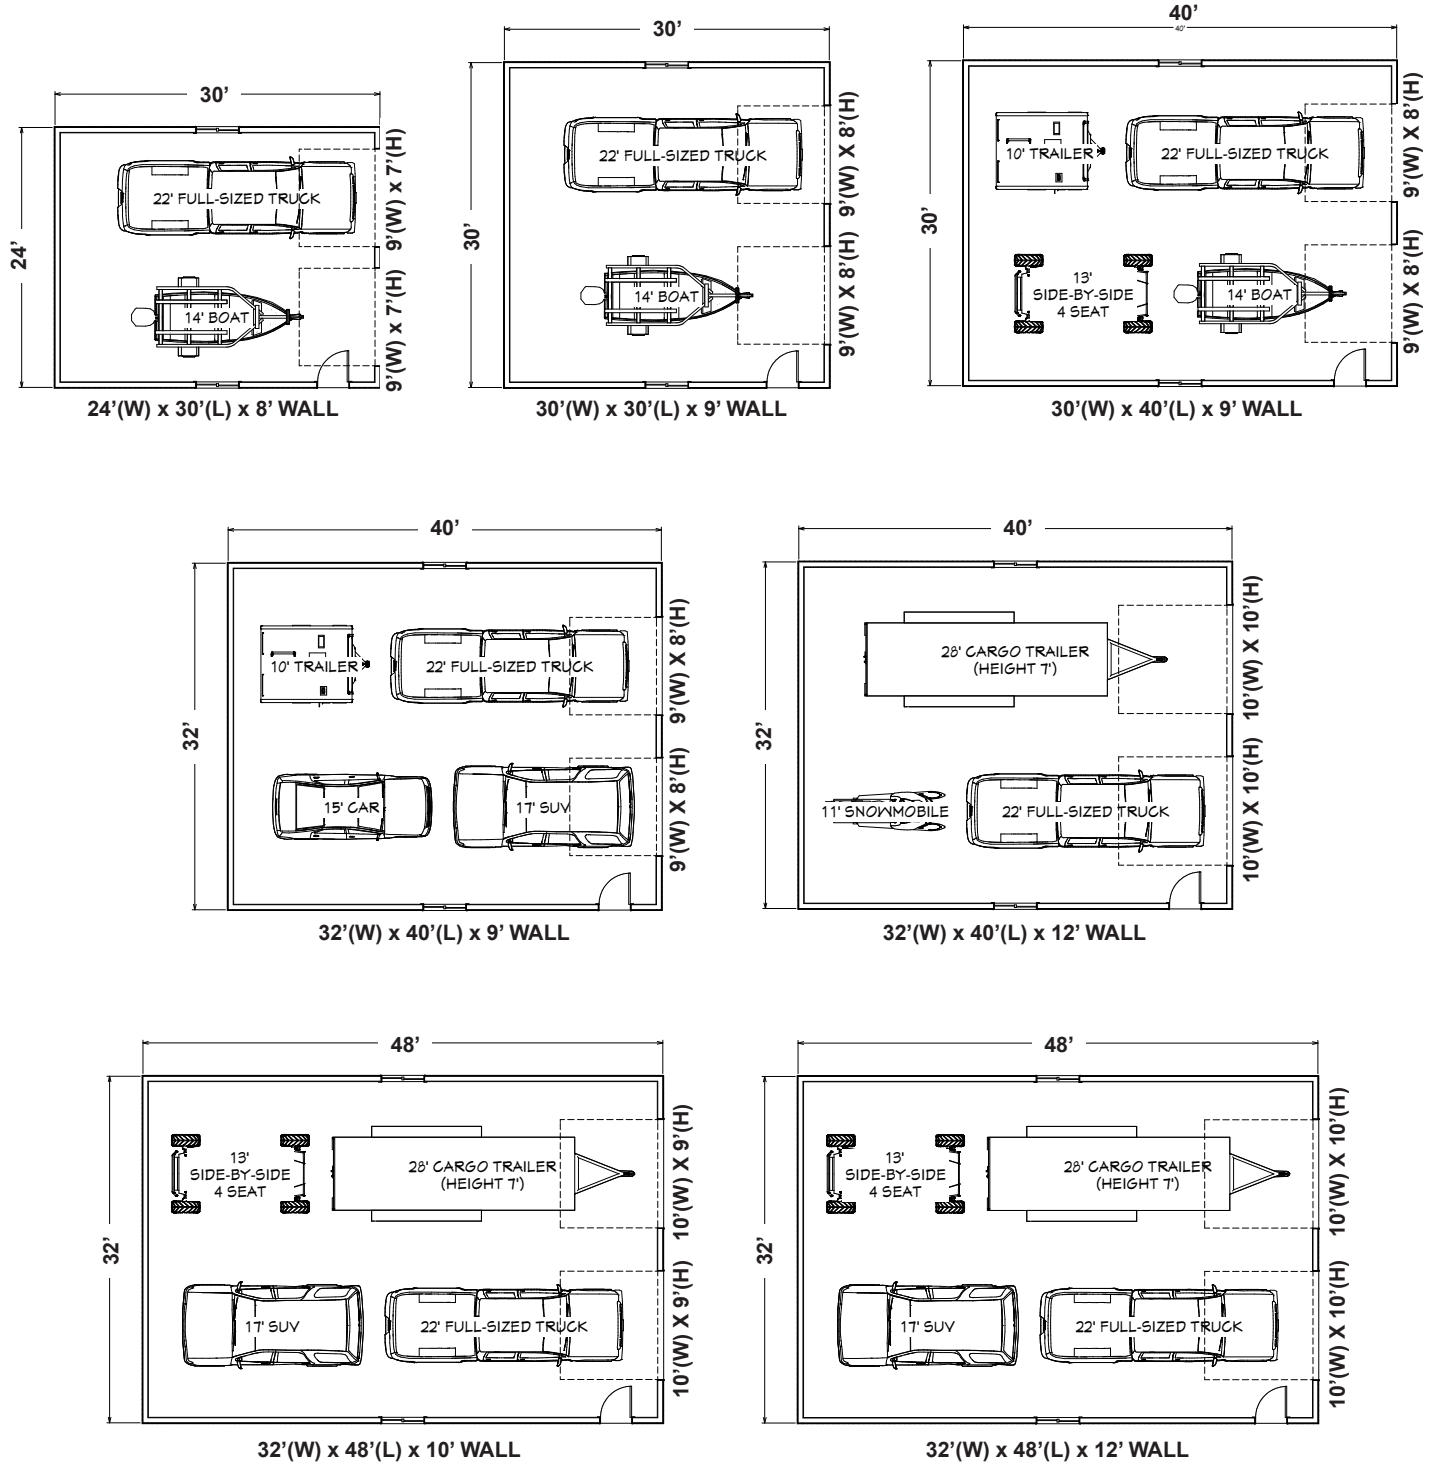 30’
24’
22' FULL-SIZED TRUCK
14' BOAT
9’(W) x 7’(H)
9’(W) x 7’(H)
24’(W) x 30’(L) x 8’ WALL
30’
30’
22' FULL-SIZED TRUCK
14' BOAT
9’(W) X 8’(H)
9’(W) X 8’(H)
30’(W) x 30’(L) x 9’ WALL
40’
40'
30’
10' TRAILER
22' FULL-SIZED TRUCK
13'
SIDE-BY-SIDE
4 SEAT
14' BOAT
9’(W) X 8’(H)
9’(W) X 8’(H)
30’(W) x 40’(L) x 9’ WALL
40’
32’
10' TRAILER
22' FULL-SIZED TRUCK
15' CAR
17' SUV
9’(W) X 8’(H)
9’(W) X 8’(H)
32’(W) x 40’(L) x 9’ WALL
40’
32’
28' CARGO TRAILER
(HEIGHT 7')
11' SNOWMOBILE
22' FULL-SIZED TRUCK
10’(W) X 10’(H)
10’(W) X 10’(H)
32’(W) x 40’(L) x 12’ WALL
48’
32’
13'
SIDE-BY-SIDE
4 SEAT
28' CARGO TRAILER
(HEIGHT 7')
17' SUV
22' FULL-SIZED TRUCK
10’(W) X 9’(H)
10’(W) X 9’(H)
32’(W) x 48’(L) x 10’ WALL
48’
32’
13'
SIDE-BY-SIDE
4 SEAT
28' CARGO TRAILER
(HEIGHT 7')
17' SUV
22' FULL-SIZED TRUCK
10’(W) X 10’(H)
10’(W) X 10’(H)
32’(W) x 48’(L) x 12’ WALL